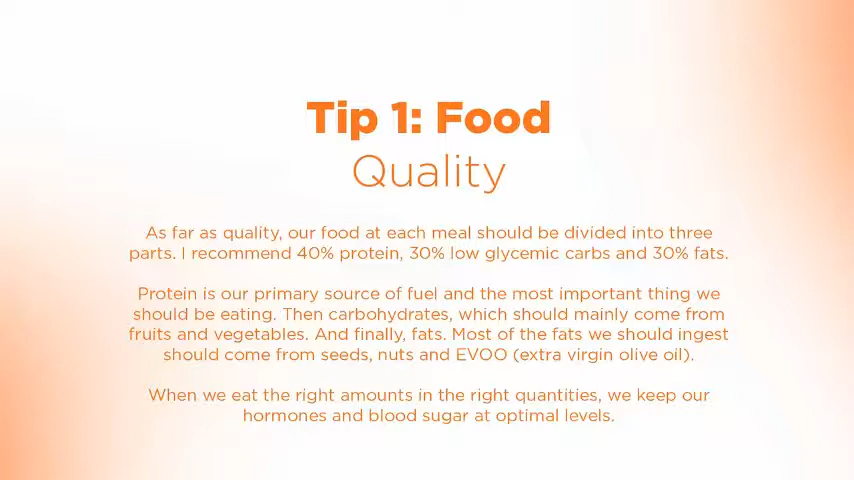 Tip 1: Food
Quality
As far as quality, our food at each meal should be divided into three
parts. I recommend 40% protein, 30% low glycemic carbs and 30% fats.
Protein is our primary source of fuel and the most important thing we
should be eating. Then carbohydrates, which should mainly come from
fruits and vegetables. And finally, fats. Most of the fats we should ingest
should come from seeds, nuts and EVOO (extra virgin olive oil).
When we eat the right amounts in the right quantities, we keep our
hormones and blood sugar at optimal levels.